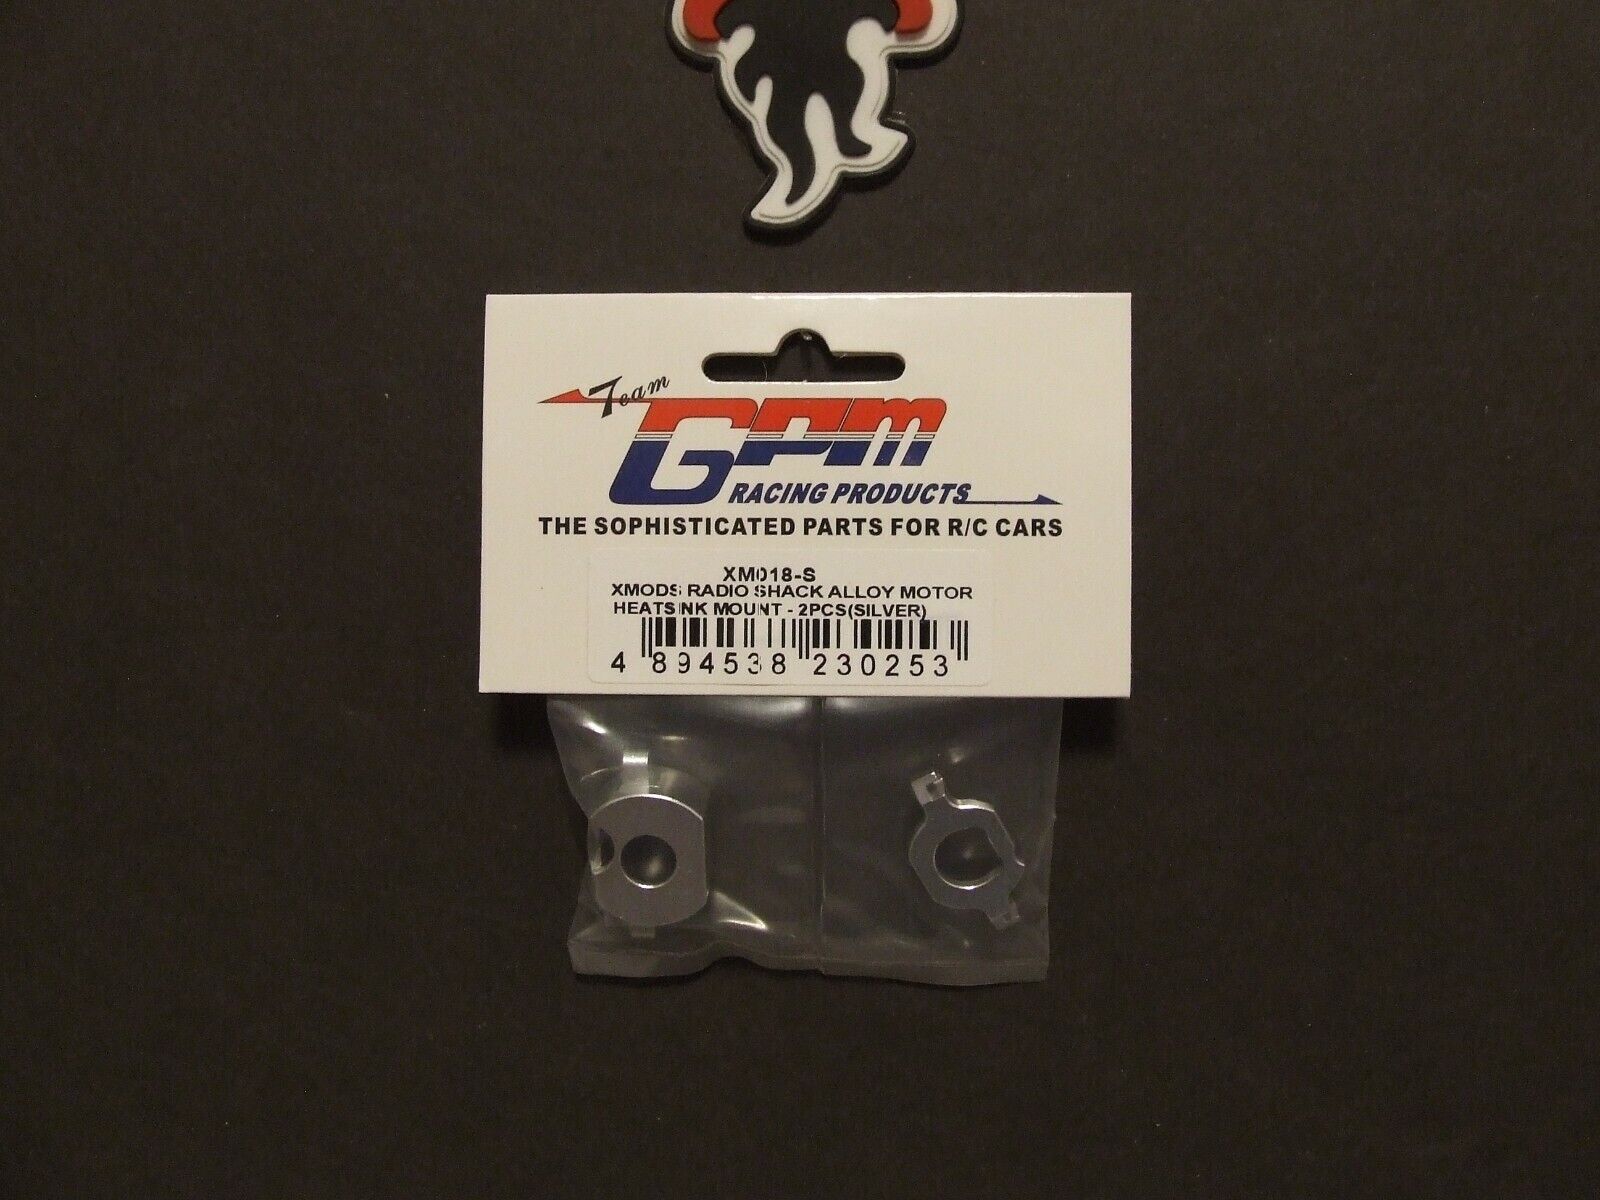 Team
GPM
RACING PRODUCTS
THE SOPHISTICATED PARTS FOR R/C CARS
XM018-S
XMODS RADIO SHACK ALLOY MOTOR
HEATSINK MOUNT - 2PCS(SILVER)
4 894538 230253